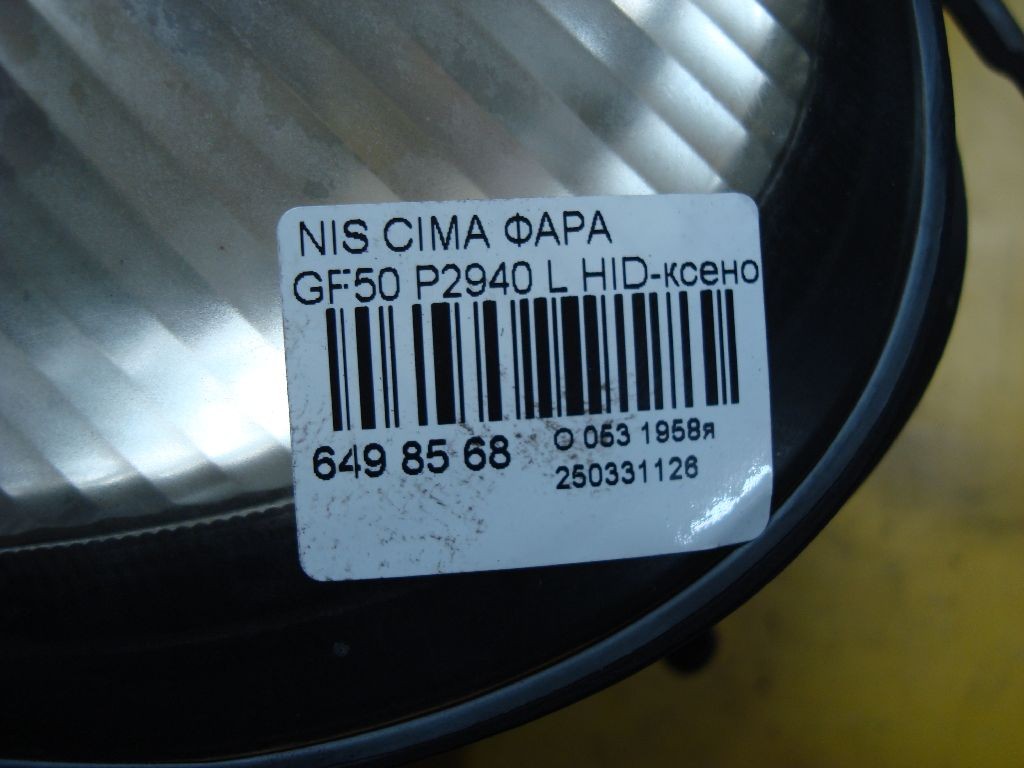 NIS CIMA ФАРА
GF50 P2940 L HID-ксено
649 85 68
О 053 1958я
250331126